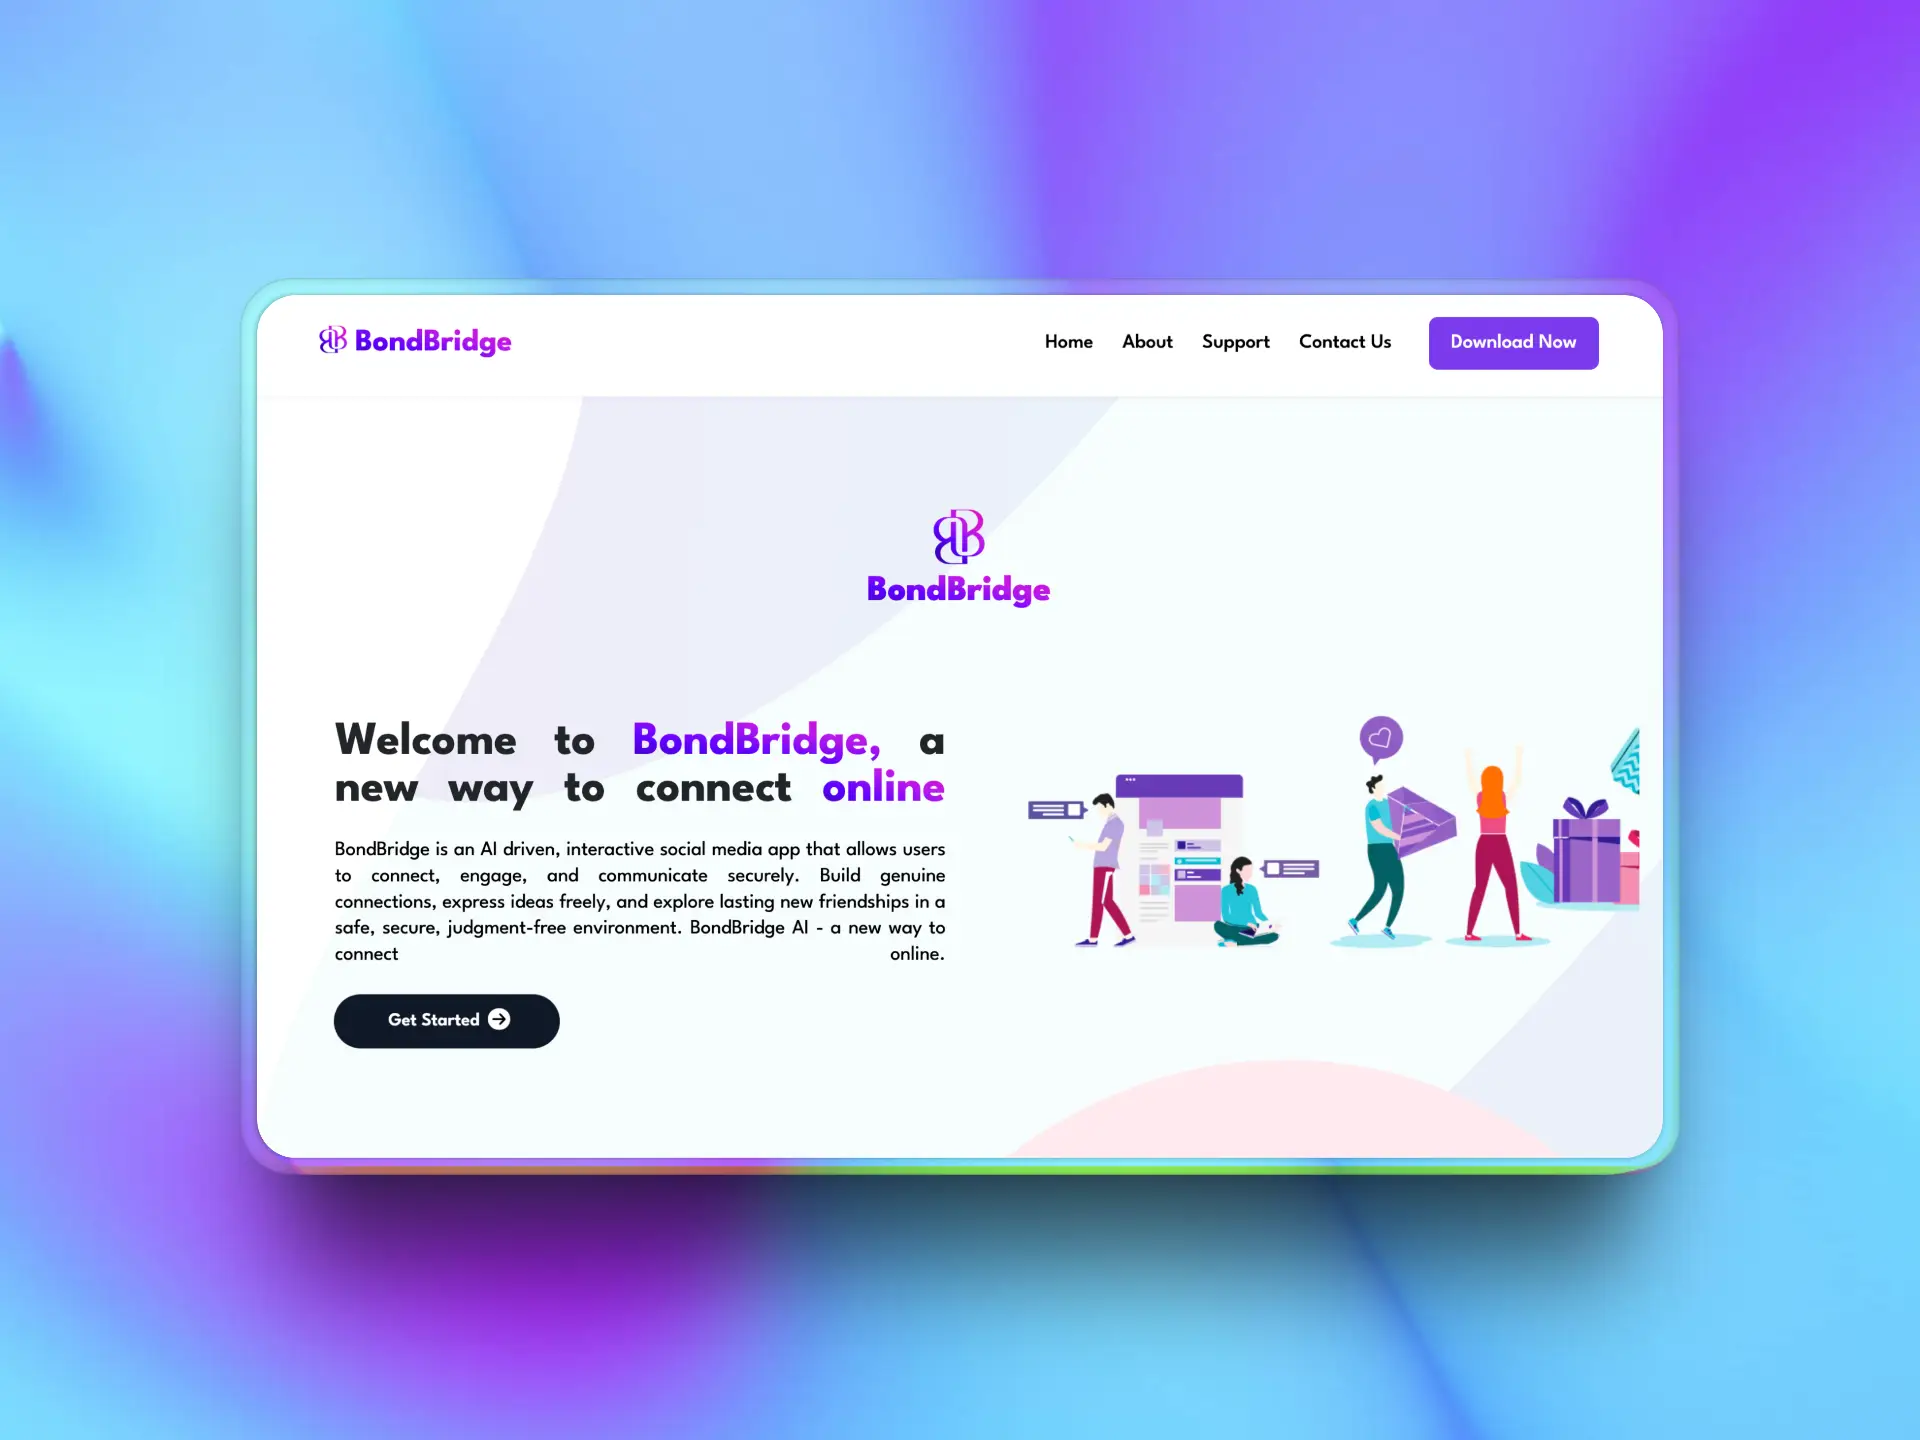 BondBridge
Home About Support Contact Us Download Now
BondBridge
Welcome to BondBridge, a
new way to connect online
BondBridge is an AI driven, interactive social media app that allows users
to connect, engage, and communicate securely. Build genuine
connections, express ideas freely, and explore lasting new friendships in a
safe, secure, judgment-free environment. BondBridge AI - a new way to
connect online.
Get Started